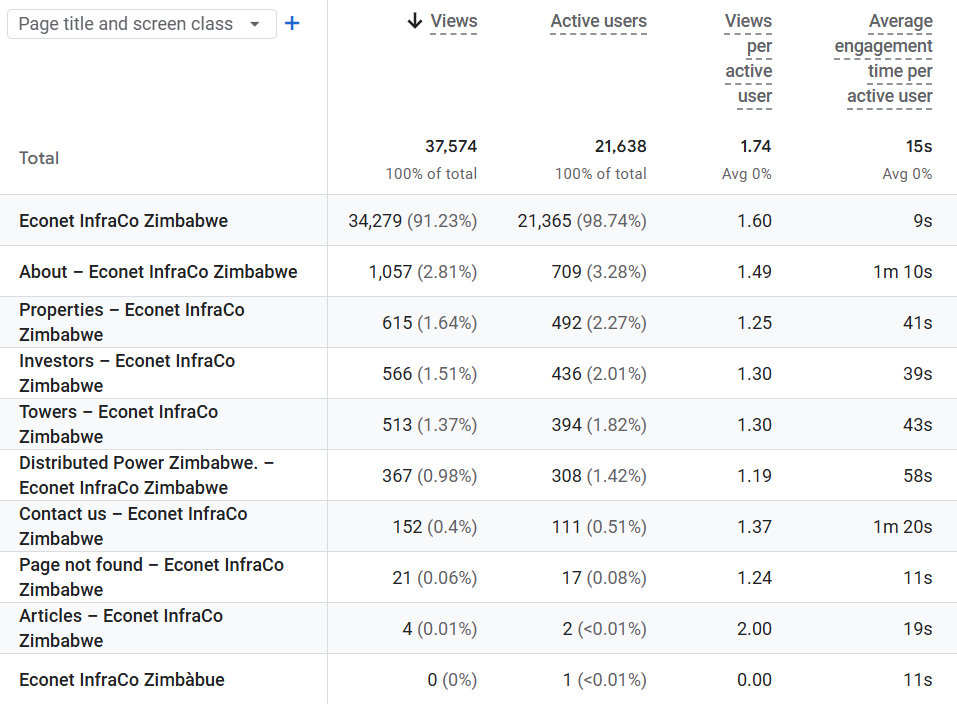 Page title and screen class
Views
Active users
Views
per
active
user
Average
engagement
time per
active user
Total
37,574
100% of total
21,638
100% of total
1.74
Avg 0%
15s
Avg 0%
Econet InfraCo Zimbabwe 34,279 (91.23%) 21,365 (98.74%) 1.60 9s
About – Econet InfraCo Zimbabwe 1,057 (2.81%) 709 (3.28%) 1.49 1m 10s
Properties – Econet InfraCo
Zimbabwe
615 (1.64%) 492 (2.27%) 1.25 41s
Investors – Econet InfraCo
Zimbabwe
566 (1.51%) 436 (2.01%) 1.30 39s
Towers – Econet InfraCo
Zimbabwe
513 (1.37%) 394 (1.82%) 1.30 43s
Distributed Power Zimbabwe. –
Econet InfraCo Zimbabwe
367 (0.98%) 308 (1.42%) 1.19 58s
Contact us – Econet InfraCo
Zimbabwe
152 (0.4%) 111 (0.51%) 1.37 1m 20s
Page not found – Econet InfraCo
Zimbabwe
21 (0.06%) 17 (0.08%) 1.24 11s
Articles – Econet InfraCo
Zimbabwe
4 (0.01%) 2 (<0.01%) 2.00 19s
Econet InfraCo Zimbàbue 0 (0%) 1 (<0.01%) 0.00 11s